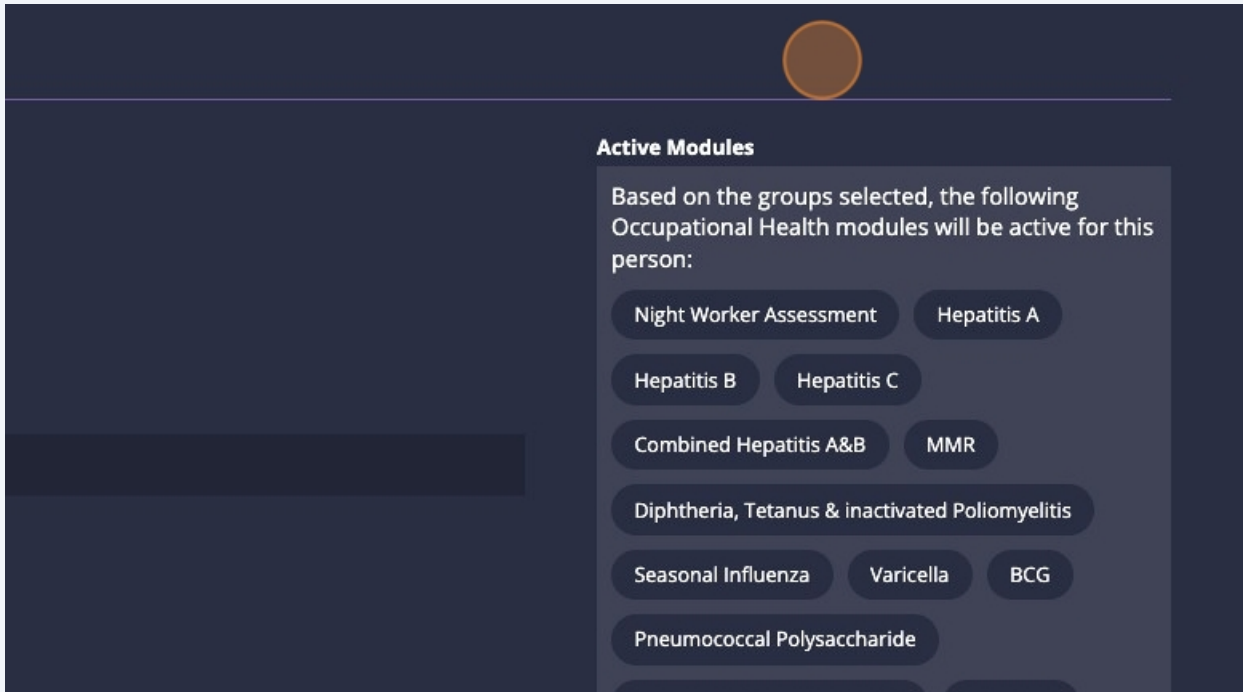 Active Modules
Based on the groups selected, the following
Occupational Health modules will be active for this
person:
Night Worker Assessment Hepatitis A
Hepatitis B Hepatitis C
Combined Hepatitis A&B MMR
Diphtheria, Tetanus & inactivated Poliomyelitis
Seasonal Influenza Varicella BCG
Pneumococcal Polysaccharide